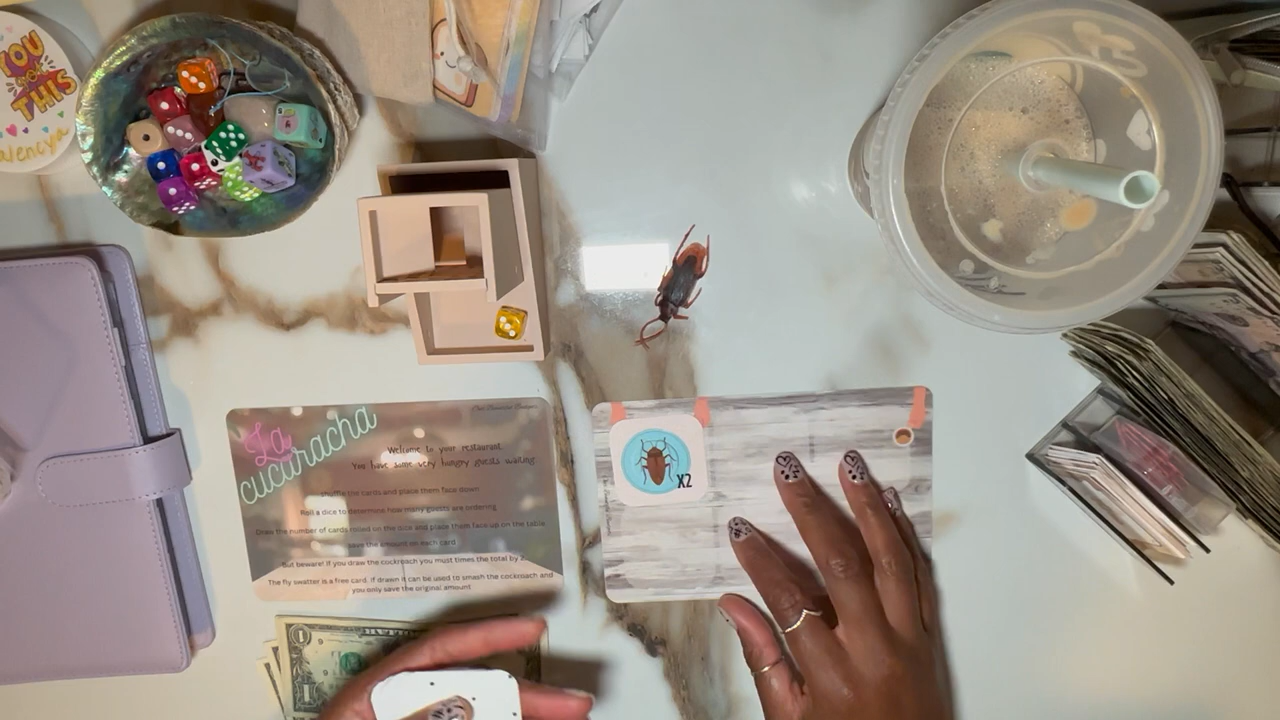 YOU
THIS
La
cucuracha
Welcome to your restaurant
You have some very hungry guests waiting
shuffle the cards and place them face down
Roll a dice to determine how many guests are ordering
Draw the number of cards rolled on the dice and place them face up on the table
save the amount on each card
But beware! If you draw the cockroach you must times the total by 2
The fly swatter is a free card. If drawn it can be used to smash the cockroach and
you only save the original amount
X2
1